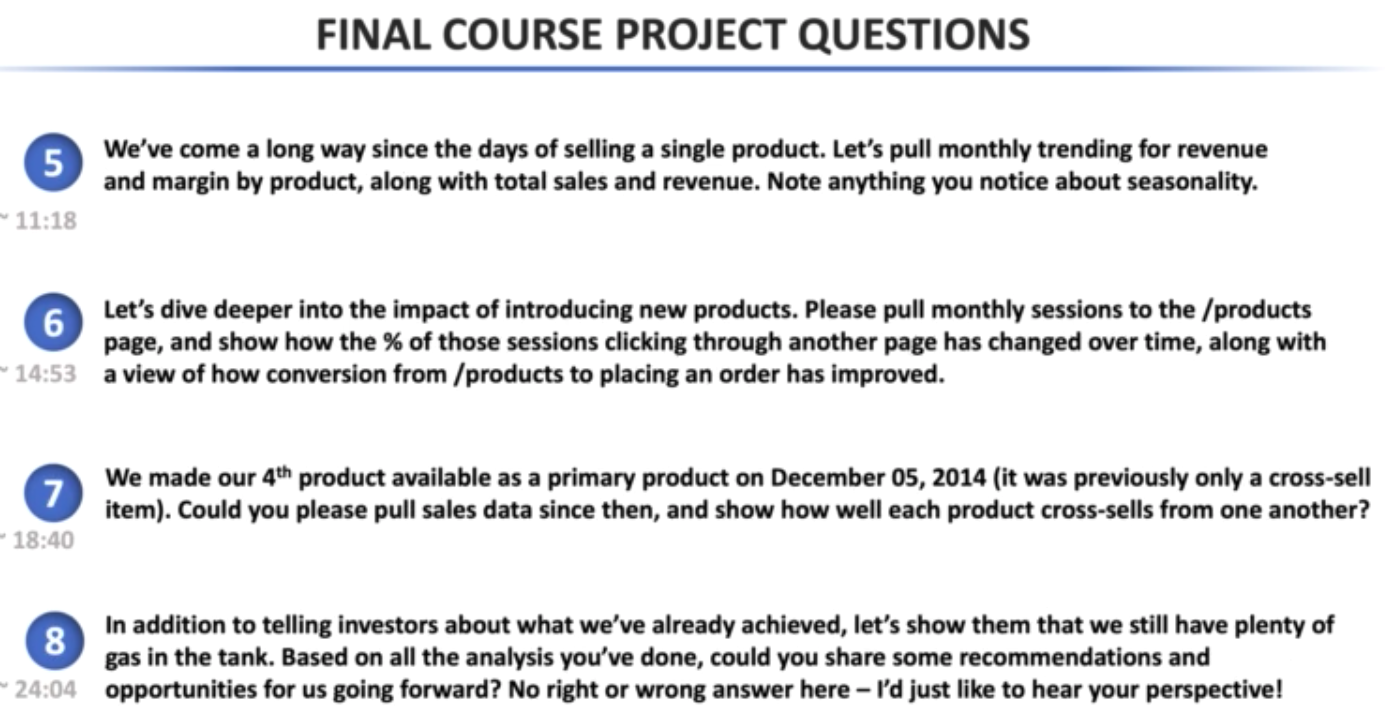 FINAL COURSE PROJECT QUESTIONS
5
We've come a long way since the days of selling a single product. Let's pull monthly trending for revenue
and margin by product, along with total sales and revenue. Note anything you notice about seasonality.
~ 11:18
6
Let's dive deeper into the impact of introducing new products. Please pull monthly sessions to the /products
page, and show how the % of those sessions clicking through another page has changed over time, along with
~ 14:53
a view of how conversion from /products to placing an order has improved.
7
We made our 4th product available as a primary product on December 05, 2014 (it was previously only a cross-sell
item). Could you please pull sales data since then, and show how well each product cross-sells from one another?
~ 18:40
8
In addition to telling investors about what we've already achieved, let's show them that we still have plenty of
gas in the tank. Based on all the analysis you've done, could you share some recommendations and
~ 24:04
opportunities for us going forward? No right or wrong answer here – I'd just like to hear your perspective!